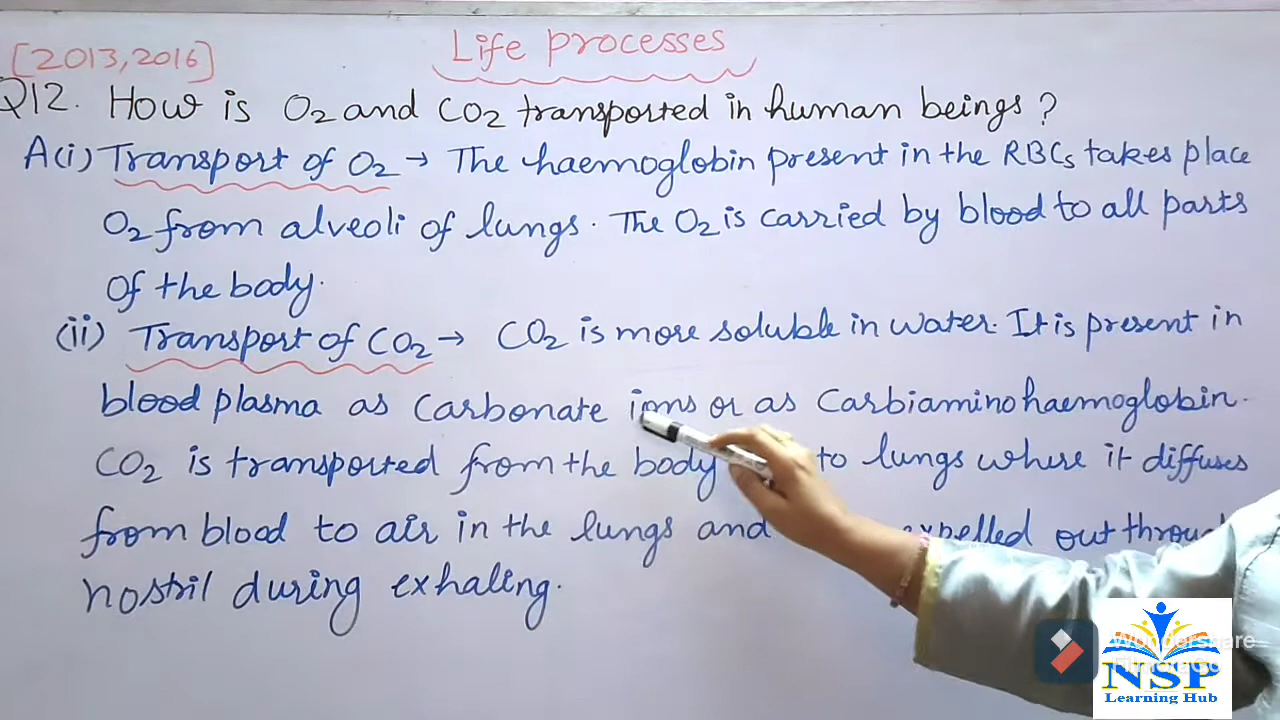 Life processes
[2013,2016]
Q12. How is O2 and CO2 transported in human beings?
A(i) Transport of O2 → The haemoglobin present in the RBCs takes place
O2 from alveoli of lungs. The O2 is carried by blood to all parts
of the body.
(ii) Transport of CO2 → CO2 is more soluble in water. It is present in
blood plasma as Carbonate ions or as Carbiaminohaemoglobin.
CO2 is transported from the body to lungs where it diffuses
from blood to air in the lungs and expelled out through
nostril during exhaling.
Wondershare
FilmoraGo
NSP
Learning Hub